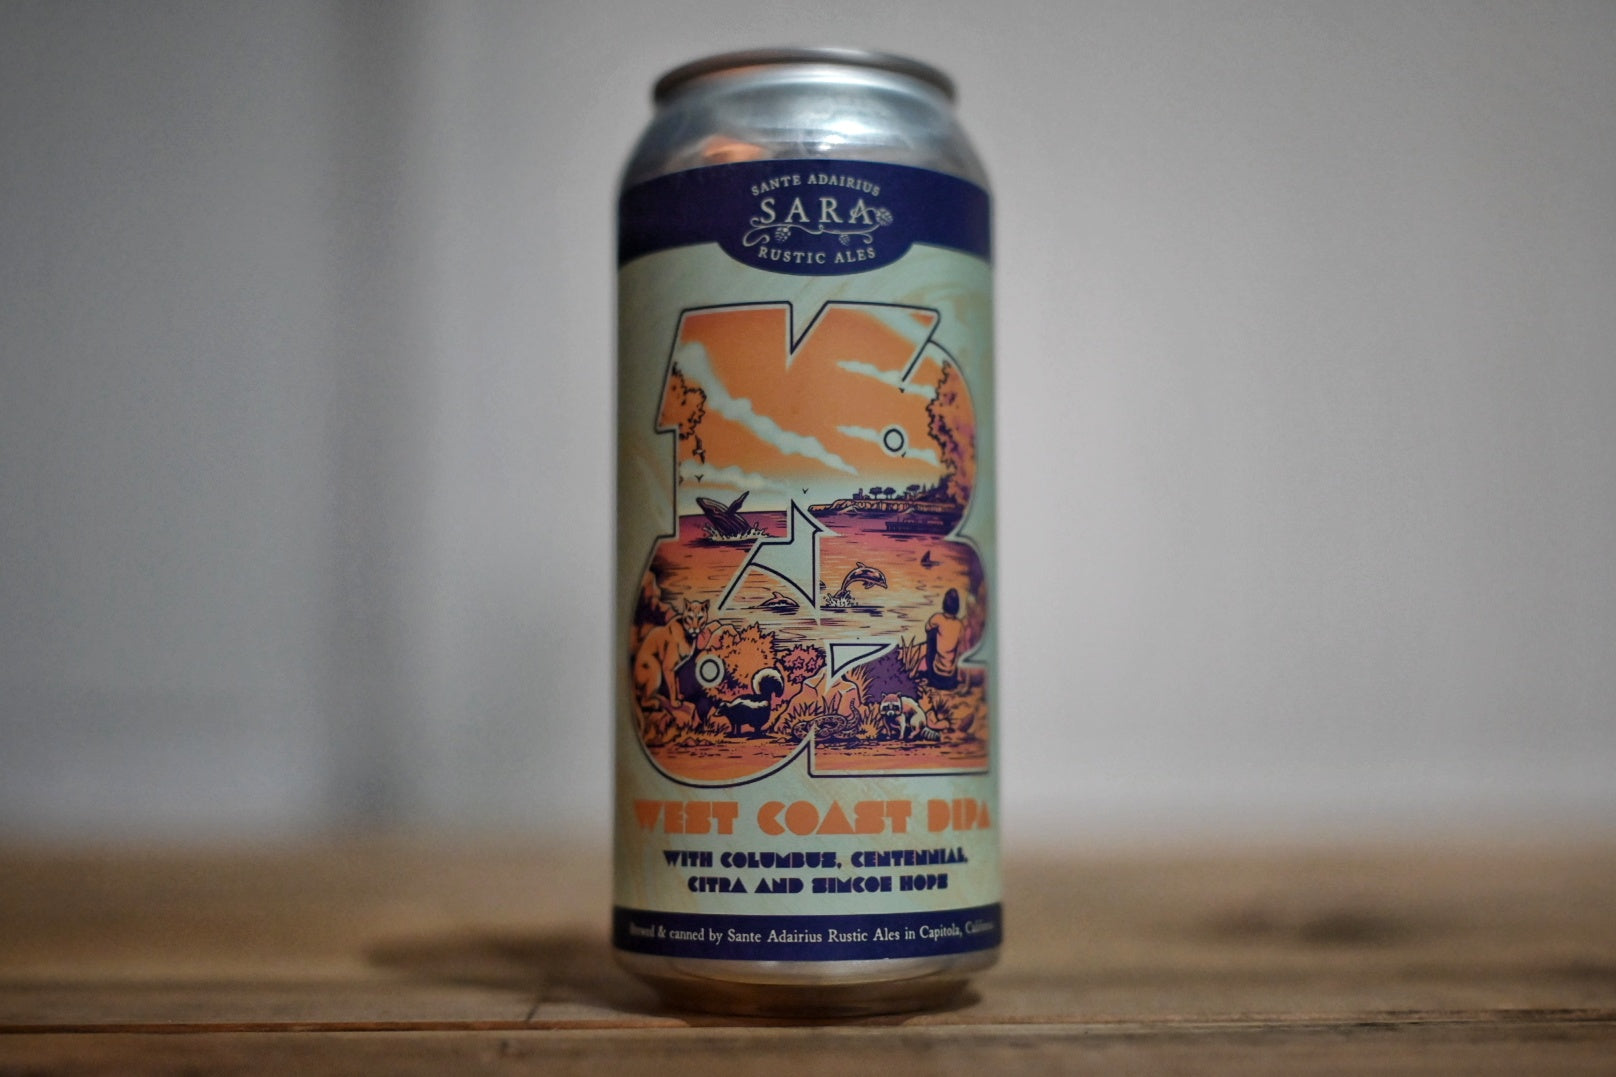 SANTE ADAIRIUS
SARA
RUSTIC ALES
WEST COAST DIPA
WITH COLUMBUS, CENTENNIAL,
CITRA AND SIMCOE HOPS
Brewed & canned by Sante Adairius Rustic Ales in Capitola, California